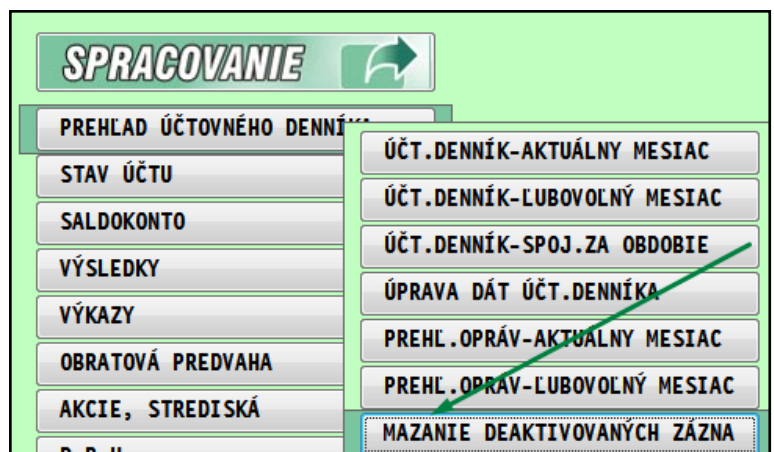 SPRACOVANIE
PREHĽAD ÚČTOVNÉHO
STAV ÚČTU
SALDOKONTO
VÝSLEDKY
VÝKAZY
OBRATOVÁ PREDVAHA
AKCIE, STREDISKÁ
ÚČT.DENNÍK-AKTUÁLNY MESIAC
ÚČT.DENNÍK-ĽUBOVOĽNÝ MESIAC
ÚČT.DENNÍK-SPOJ.ZA OBDOBIE
ÚPRAVA DÁT ÚČT.DENNÍKA
PREHĽ.OPRÁV-AKTUÁLNY MESIAC
PREHĽ.OPRÁV-ĽUBOVOĽNÝ MESIAC
MAZANIE DEAKTIVOVANÝCH ZÁZNA